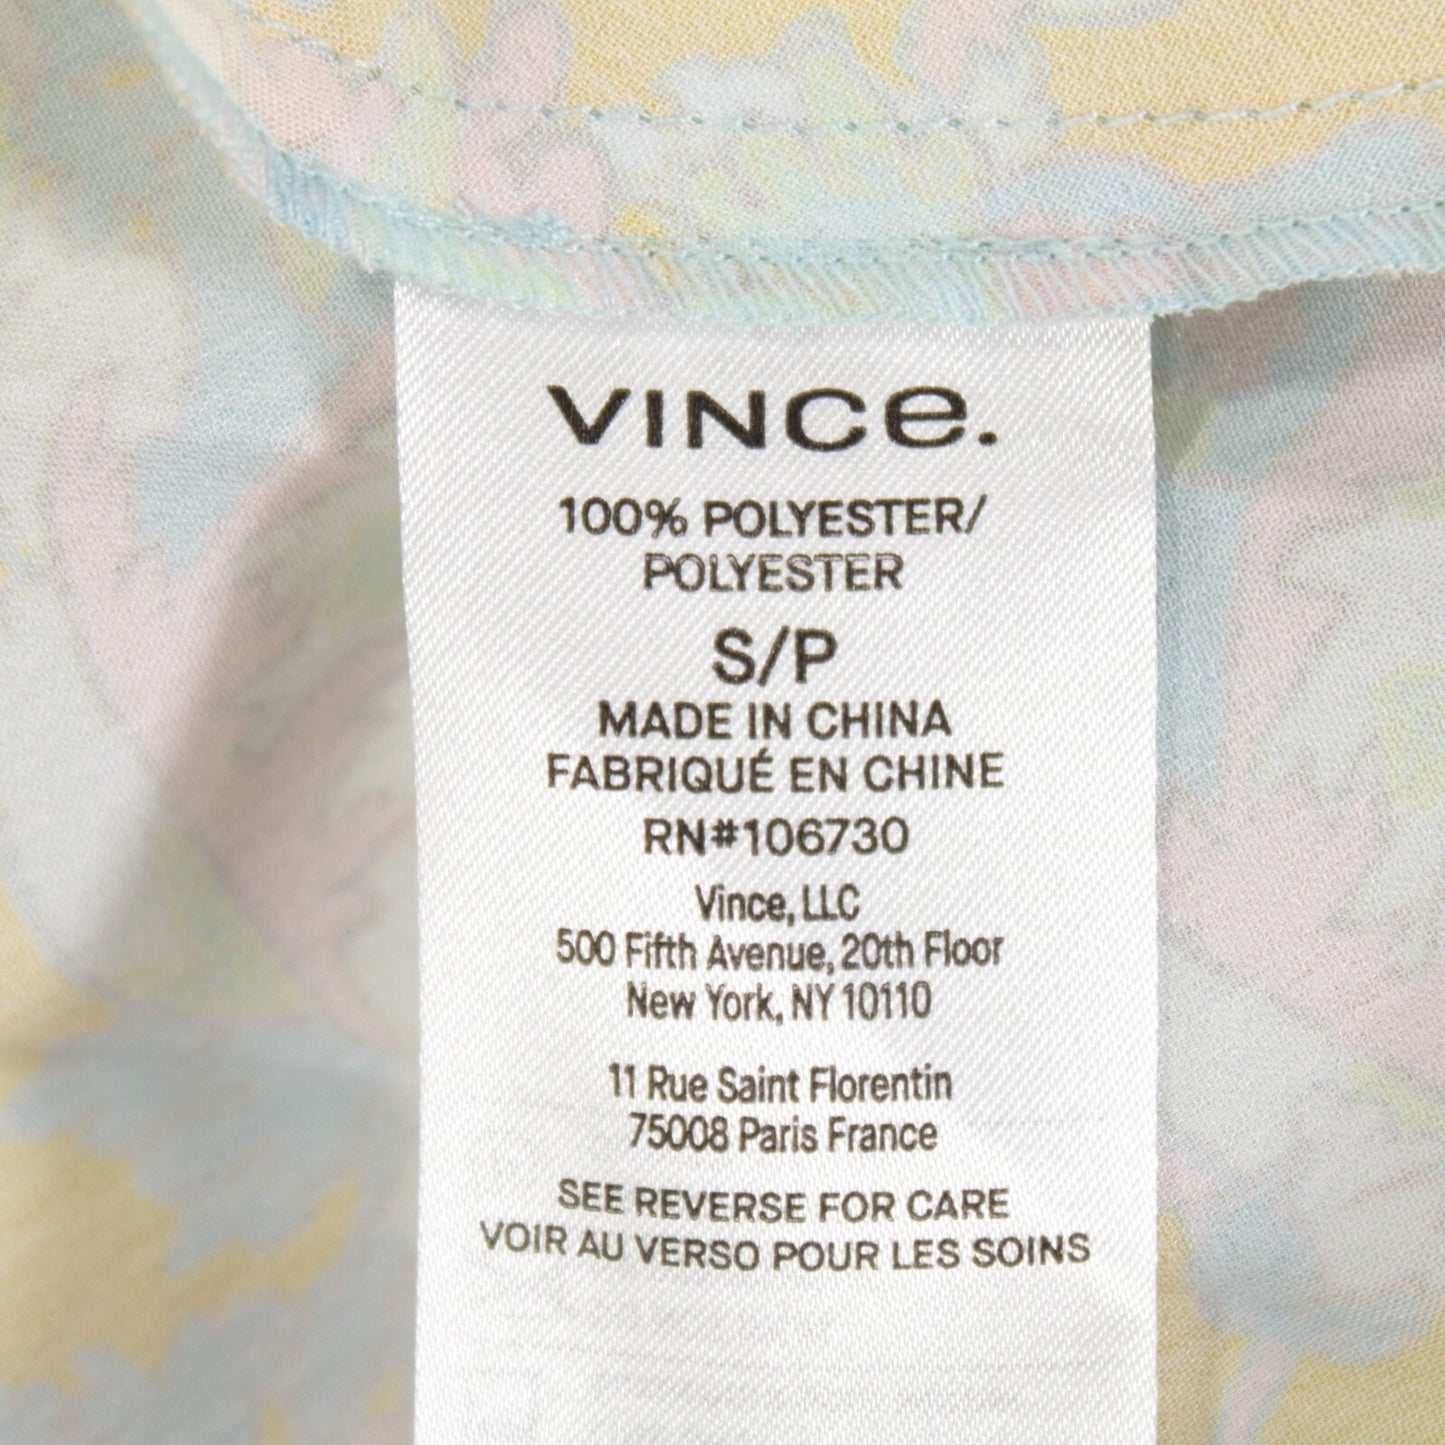 VINCe.
100% POLYESTER/
POLYESTER
S/P
MADE IN CHINA
FABRIQUÉ EN CHINE
RN#106730
Vince, LLC
500 Fifth Avenue, 20th Floor
New York, NY 10110
11 Rue Saint Florentin
75008 Paris France
SEE REVERSE FOR CARE
VOIR AU VERSO POUR LES SOINS